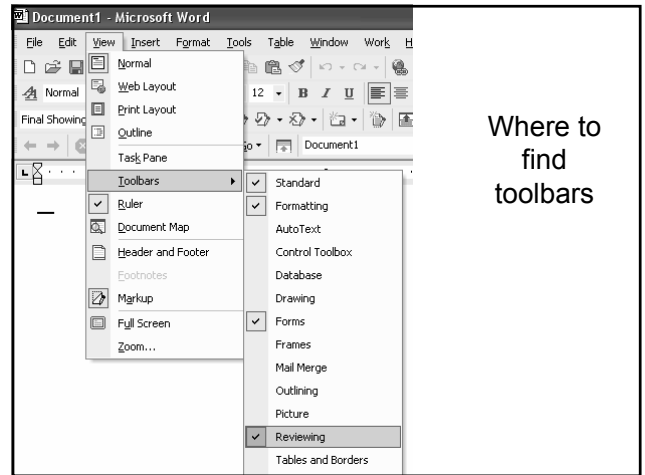 Document1 - Microsoft Word
File Edit View Insert Format Tools Table Window Work H
Normal 12 B I U
Final Showing
Document1
Normal
Web Layout
Print Layout
Outline
Task Pane
Toolbars
Ruler
Document Map
Header and Footer
Footnotes
Markup
Full Screen
Zoom...
Standard
Formatting
AutoText
Control Toolbox
Database
Drawing
Forms
Frames
Mail Merge
Outlining
Picture
Reviewing
Tables and Borders
Where to
find
toolbars